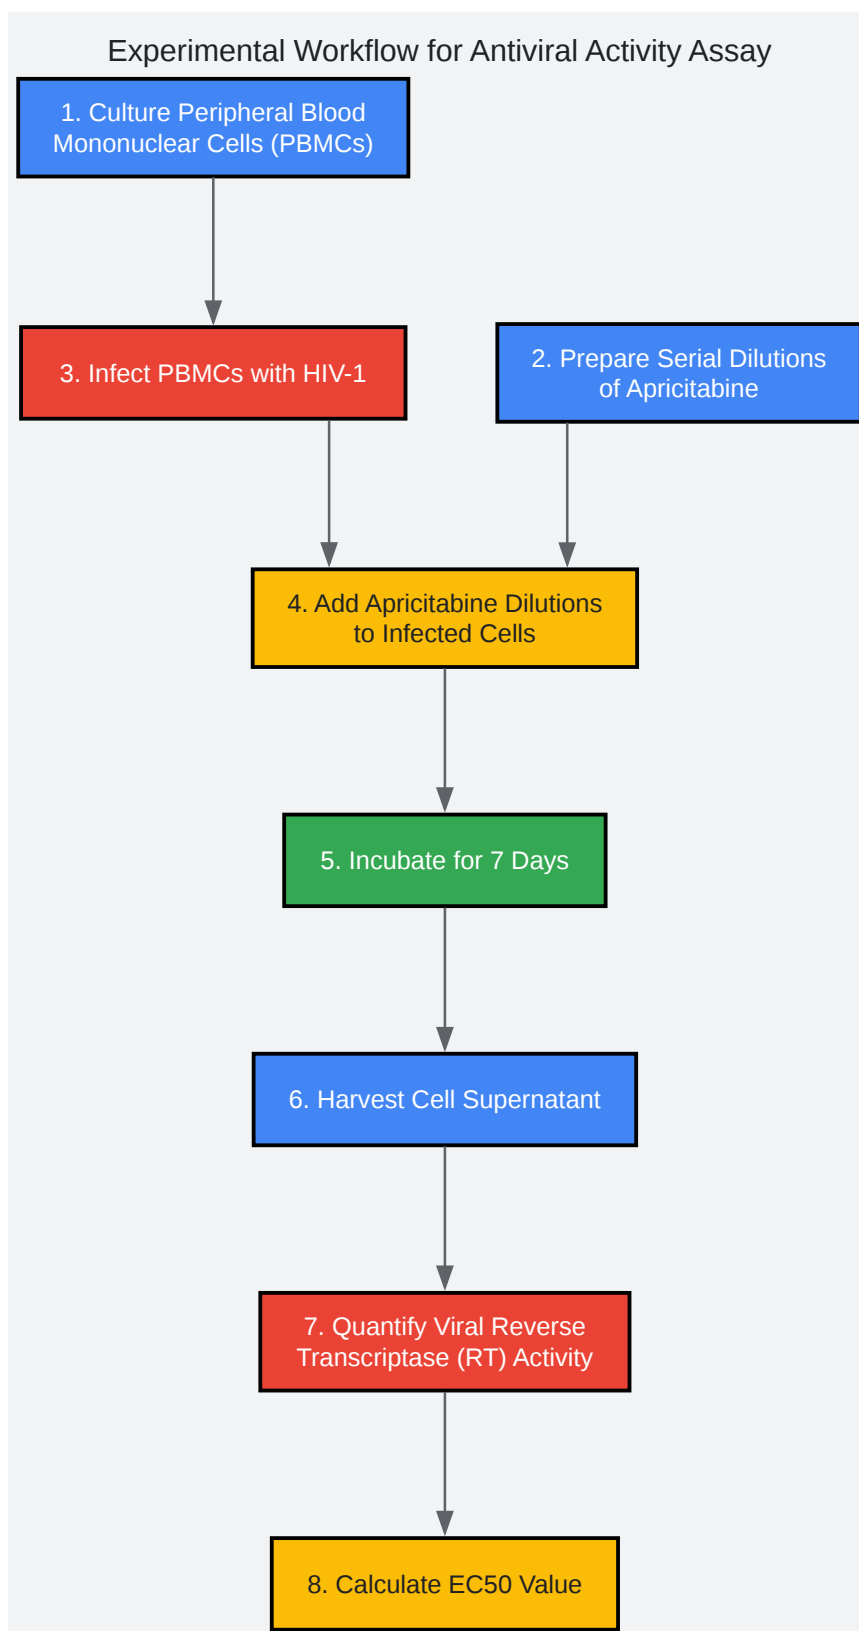 Experimental Workflow for Antiviral Activity Assay
1. Culture Peripheral Blood
Mononuclear Cells (PBMCs)
3. Infect PBMCs with HIV-1
2. Prepare Serial Dilutions
of Apricitabine
4. Add Apricitabine Dilutions
to Infected Cells
5. Incubate for 7 Days
6. Harvest Cell Supernatant
7. Quantify Viral Reverse
Transcriptase (RT) Activity
8. Calculate EC50 Value